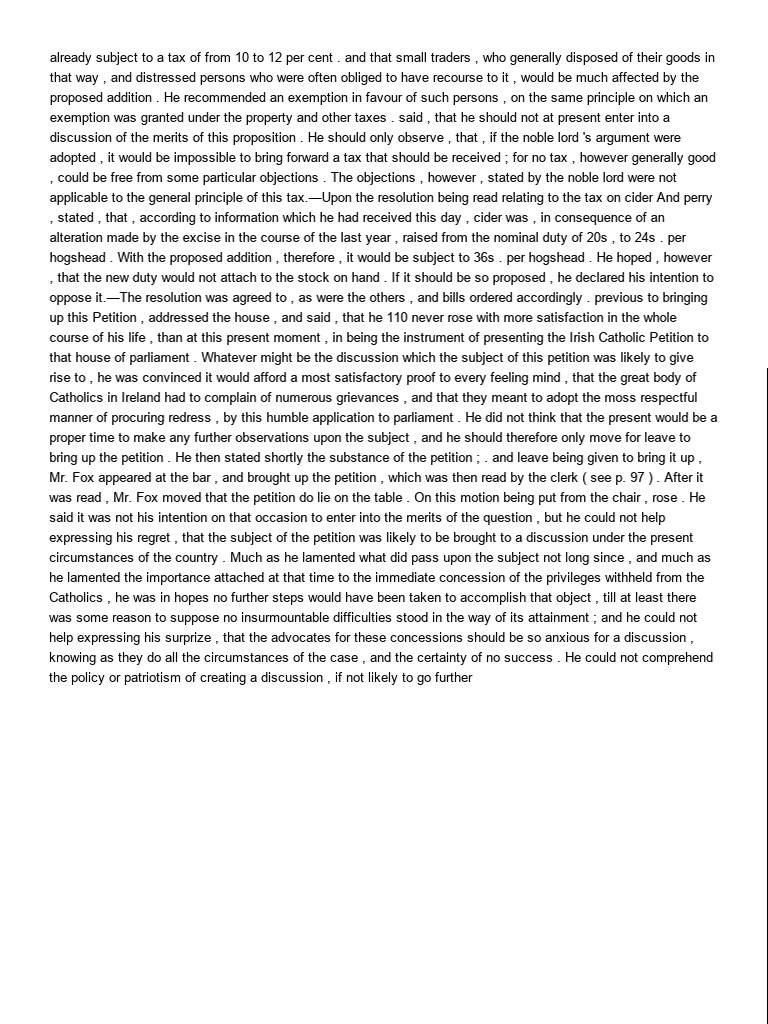 already subject to a tax of from 10 to 12 per cent . and that small traders , who generally disposed of their goods in
that way , and distressed persons who were often obliged to have recourse to it , would be much affected by the
proposed addition . He recommended an exemption in favour of such persons , on the same principle on which an
exemption was granted under the property and other taxes . said , that he should not at present enter into a
discussion of the merits of this proposition . He should only observe , that , if the noble lord 's argument were
adopted , it would be impossible to bring forward a tax that should be received ; for no tax , however generally good
, could be free from some particular objections . The objections , however , stated by the noble lord were not
applicable to the general principle of this tax.—Upon the resolution being read relating to the tax on cider And perry
, stated , that , according to information which he had received this day , cider was , in consequence of an
alteration made by the excise in the course of the last year , raised from the nominal duty of 20s , to 24s . per
hogshead . With the proposed addition , therefore , it would be subject to 36s . per hogshead . He hoped , however
, that the new duty would not attach to the stock on hand . If it should be so proposed , he declared his intention to
oppose it.—The resolution was agreed to , as were the others , and bills ordered accordingly . previous to bringing
up this Petition , addressed the house , and said , that he 110 never rose with more satisfaction in the whole
course of his life , than at this present moment , in being the instrument of presenting the Irish Catholic Petition to
that house of parliament . Whatever might be the discussion which the subject of this petition was likely to give
rise to , he was convinced it would afford a most satisfactory proof to every feeling mind , that the great body of
Catholics in Ireland had to complain of numerous grievances , and that they meant to adopt the moss respectful
manner of procuring redress , by this humble application to parliament . He did not think that the present would be a
proper time to make any further observations upon the subject , and he should therefore only move for leave to
bring up the petition . He then stated shortly the substance of the petition ; . and leave being given to bring it up ,
Mr. Fox appeared at the bar , and brought up the petition , which was then read by the clerk ( see p. 97 ) . After it
was read , Mr. Fox moved that the petition do lie on the table . On this motion being put from the chair , rose . He
said it was not his intention on that occasion to enter into the merits of the question , but he could not help
expressing his regret , that the subject of the petition was likely to be brought to a discussion under the present
circumstances of the country . Much as he lamented what did pass upon the subject not long since , and much as
he lamented the importance attached at that time to the immediate concession of the privileges withheld from the
Catholics , he was in hopes no further steps would have been taken to accomplish that object , till at least there
was some reason to suppose no insurmountable difficulties stood in the way of its attainment ; and he could not
help expressing his surprize , that the advocates for these concessions should be so anxious for a discussion ,
knowing as they do all the circumstances of the case , and the certainty of no success . He could not comprehend
the policy or patriotism of creating a discussion , if not likely to go further